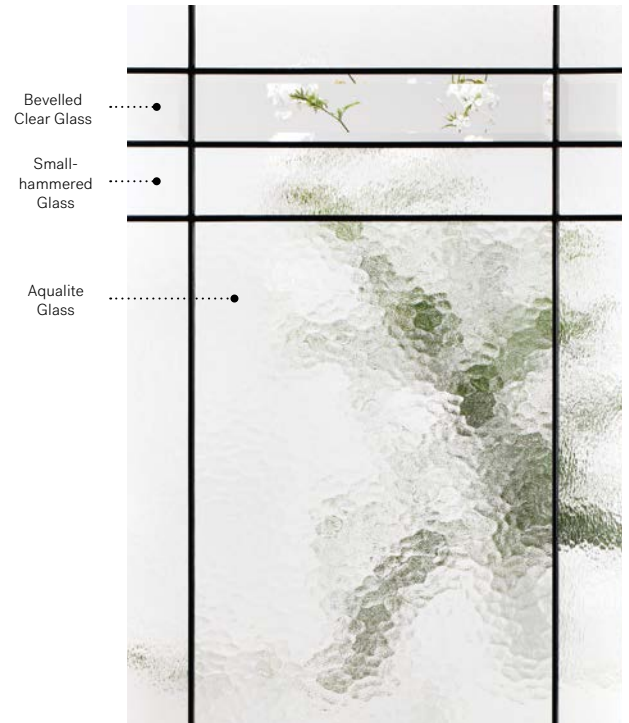 Bevelled
Clear Glass
Small-
hammered
Glass
Aqualite
Glass